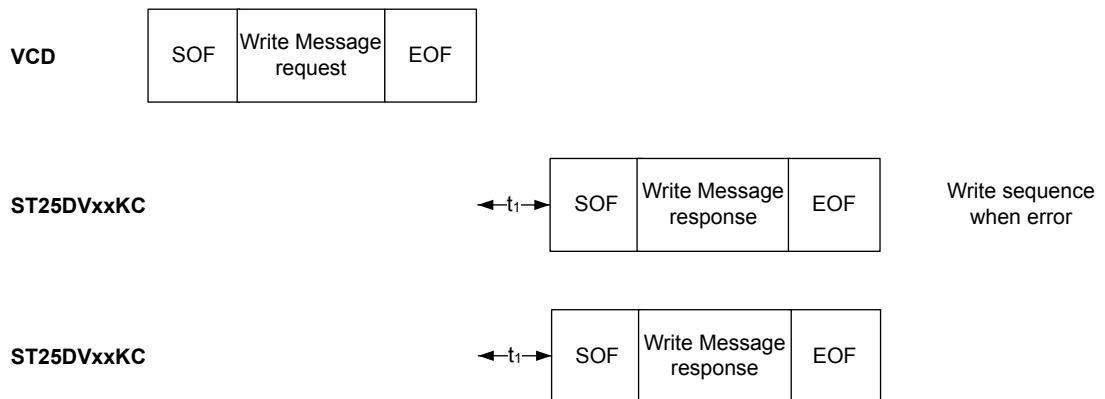 VCD
SOF
Write Message
request
EOF
ST25DVxxKC
t₁
SOF
Write Message
response
EOF
Write sequence
when error
ST25DVxxKC
t₁
SOF
Write Message
response
EOF